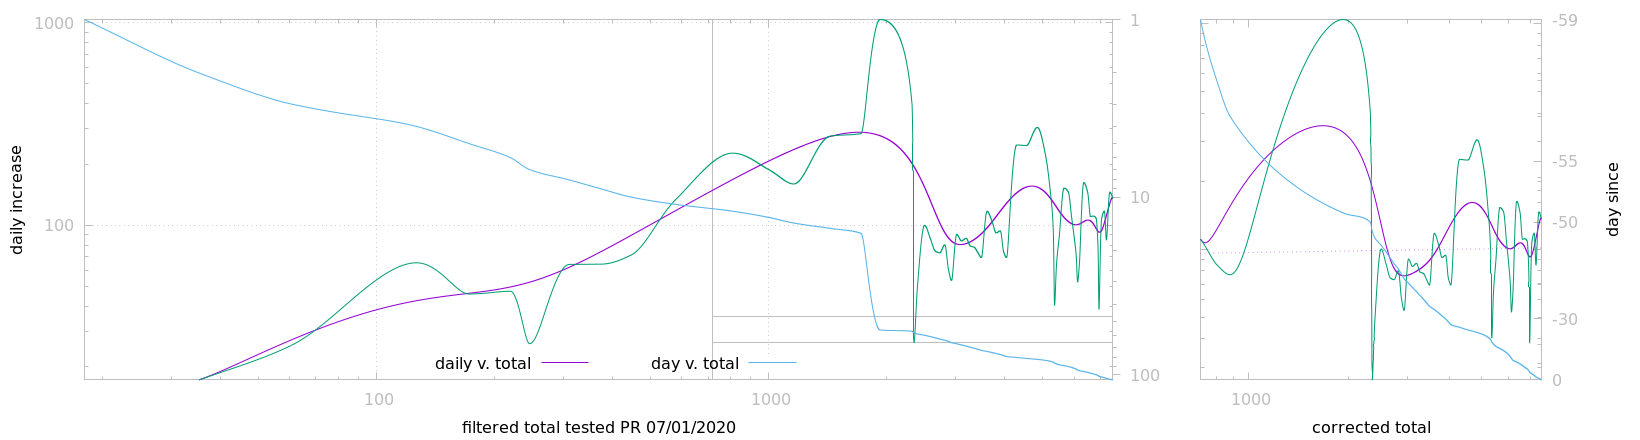 1000
100
daily increase
1
10
100
daily v. total
day v. total
100
1000
filtered total tested PR 07/01/2020
-59
-55
-50
-30
0
day since
1000
corrected total